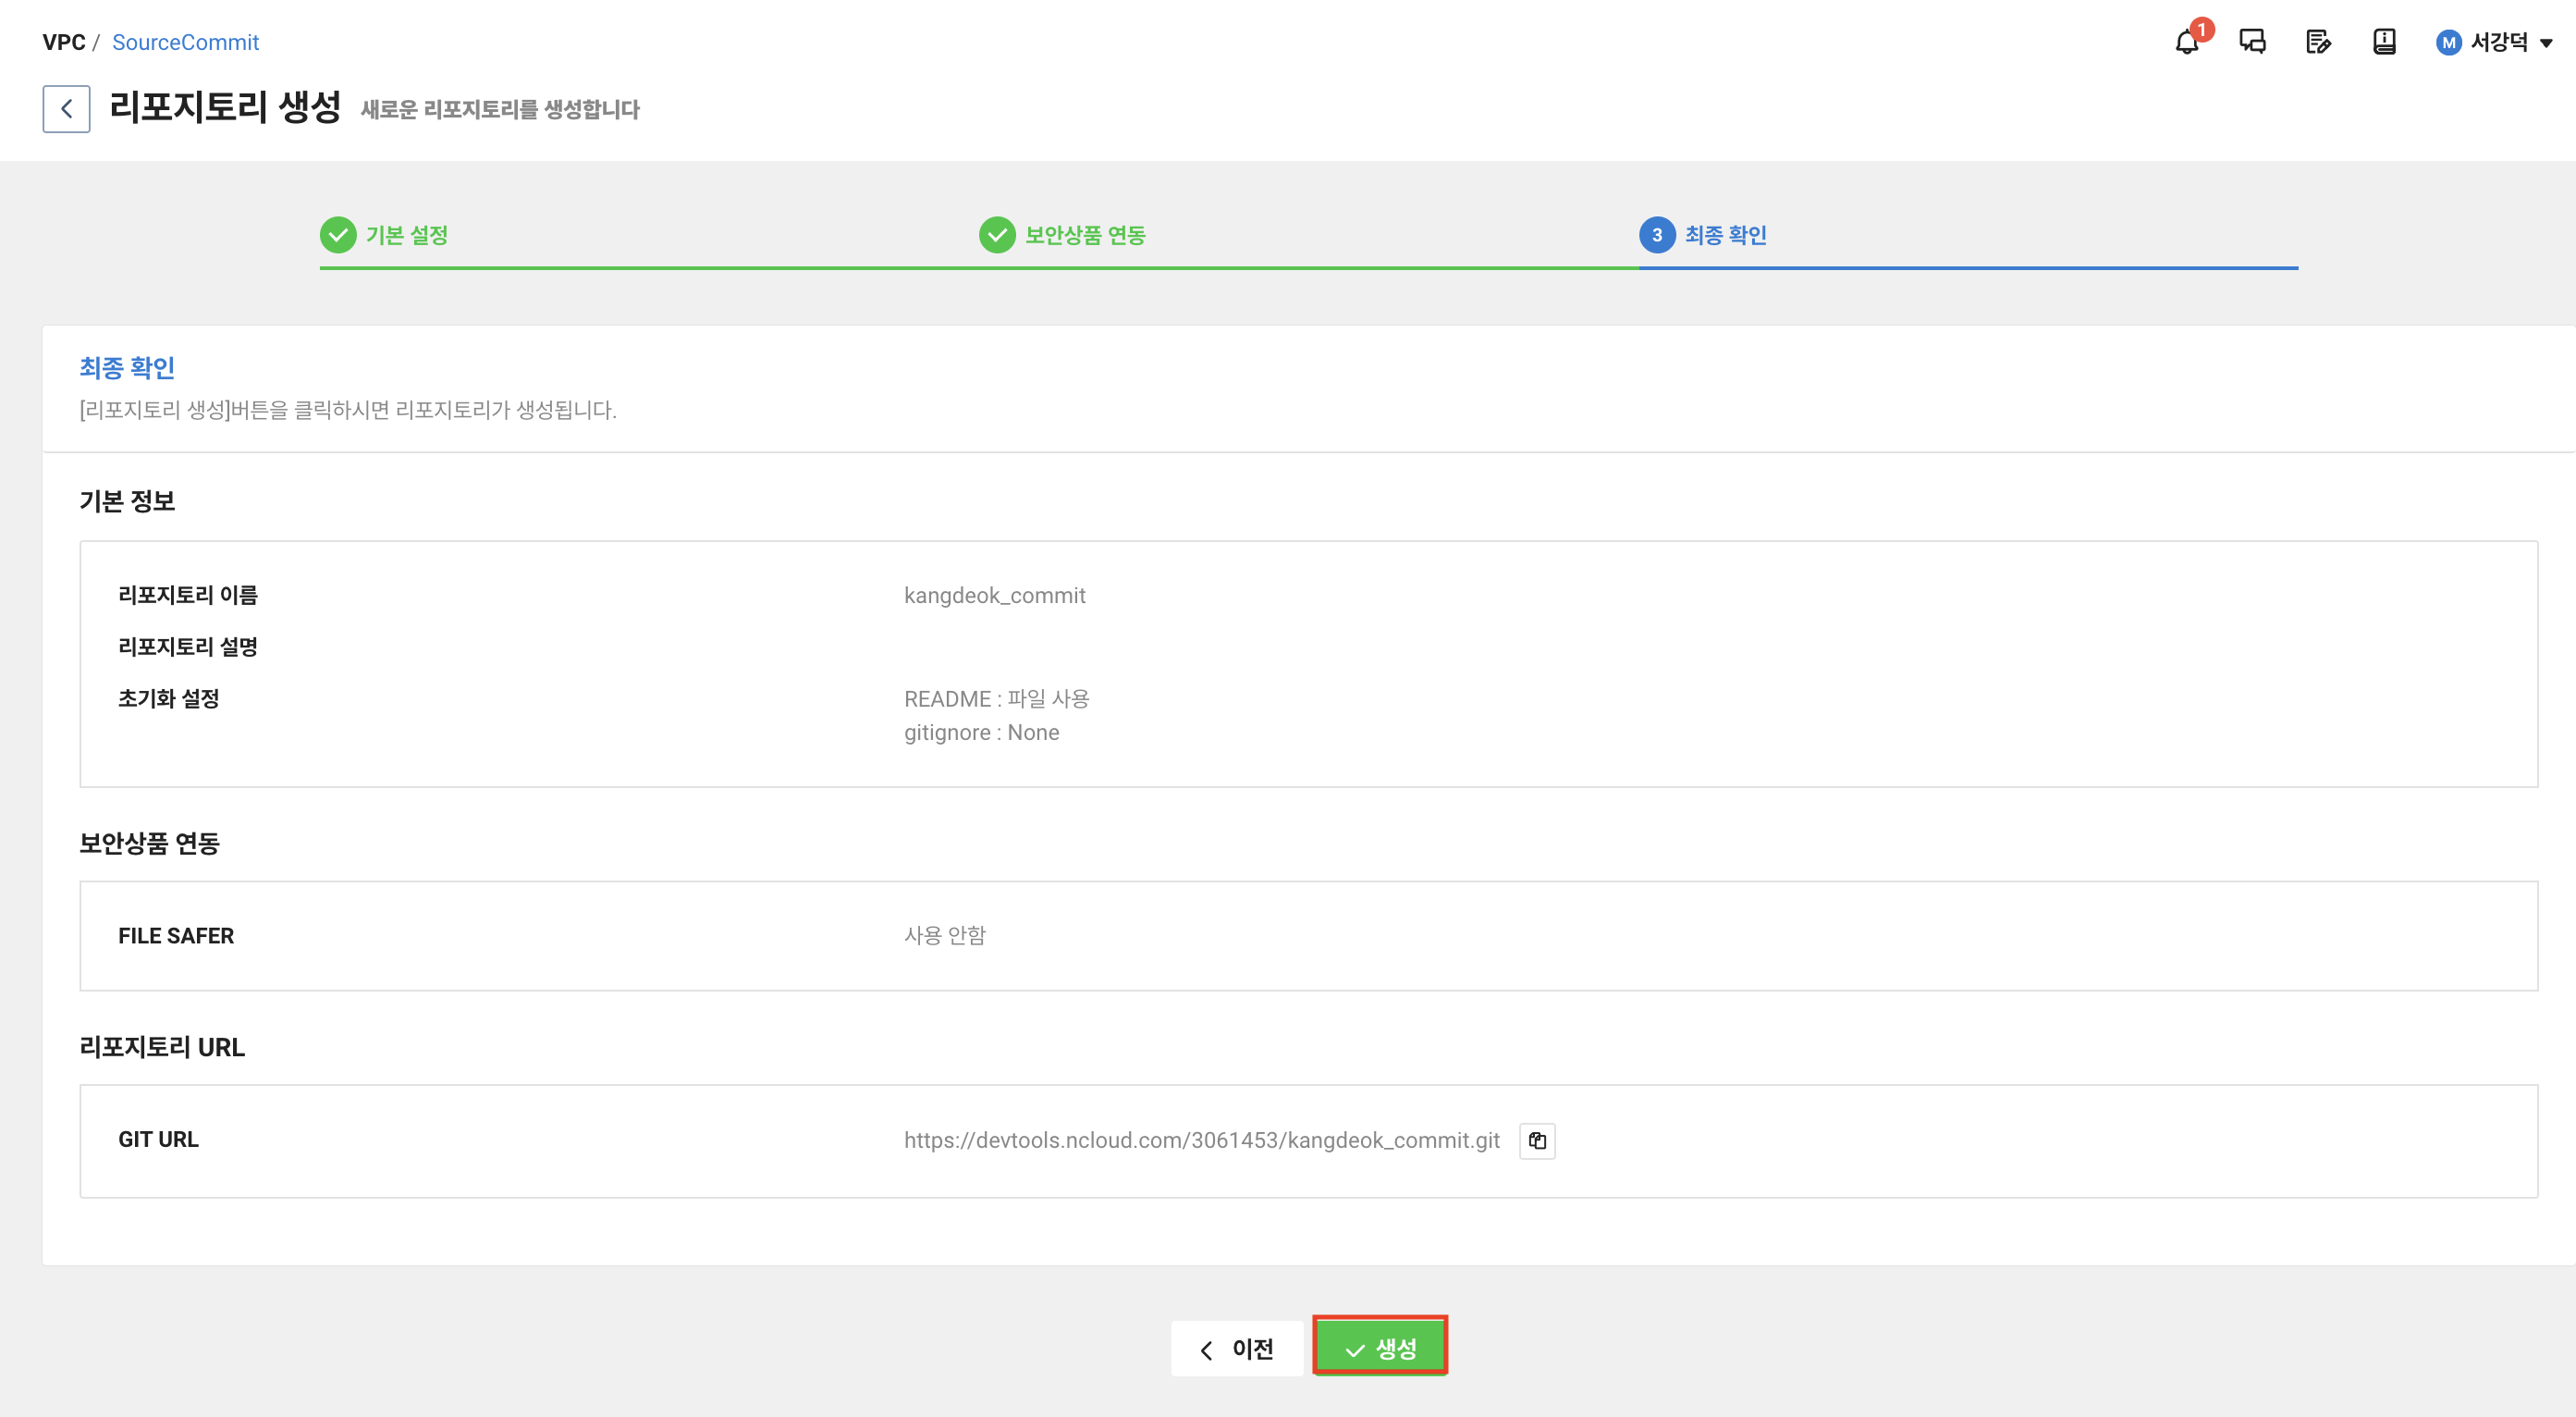 VPC / SourceCommit
1
M 서강덕
리포지토리 생성 새로운 리포지토리를 생성합니다
기본 설정
보안상품 연동
3 최종 확인
최종 확인
[리포지토리 생성]버튼을 클릭하시면 리포지토리가 생성됩니다.
기본 정보
리포지토리 이름 kangdeok_commit
리포지토리 설명
초기화 설정 README : 파일 사용
gitignore : None
보안상품 연동
FILE SAFER 사용 안함
리포지토리 URL
GIT URL https://devtools.ncloud.com/3061453/kangdeok_commit.git
이전
생성